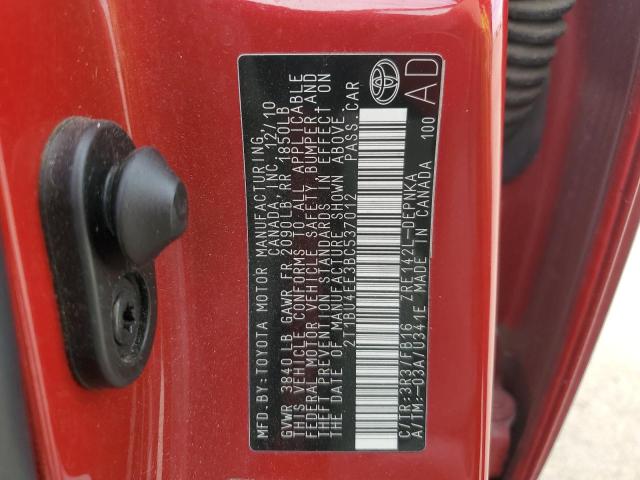 MFD.BY:TOYOTA MOTOR MANUFACTURING,
CANADA, INC. 12/10
GVWR 3840LB GAWR FR 2090LB RR 1850LB
THIS VEHICLE CONFORMS TO ALL APPLICABLE
FEDERAL MOTOR VEHICLE SAFETY, BUMPER, AND
THEFT PREVENTION STANDARDS IN EFFECT ON
THE DATE OF MANUFACTURE SHOWN ABOVE.
2T1BU4EE3BC537012 PASS.CAR
C/TR:3R3/FB16 ZRE142L-DEPNKA
A/TM:-03A/U341E MADE IN CANADA 100
AD